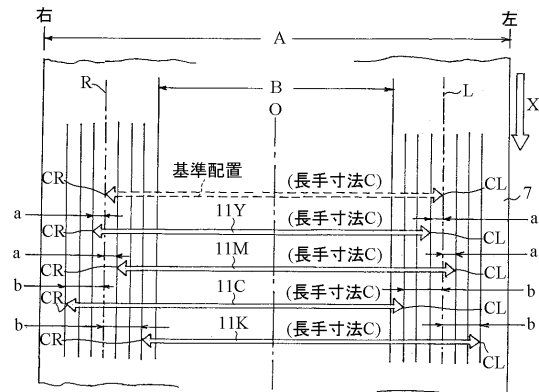 右 左
A
R B L
O X
基準配置 (長手寸法C)
CR CL
7
a 11Y (長手寸法C) a
CR CL
a 11M (長手寸法C)
CR CL
b 11C (長手寸法C)
CR CL b
b 11K (長手寸法C) b
CR CL